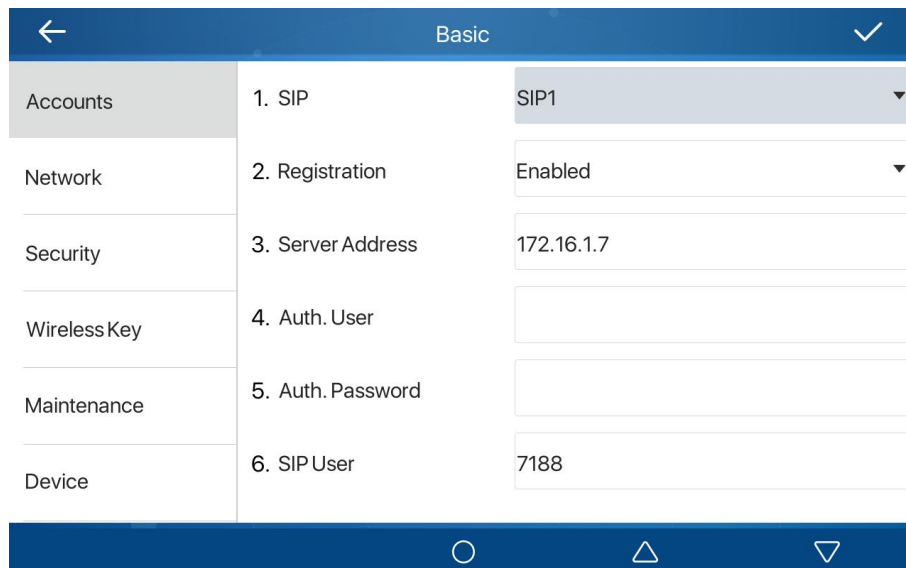 Basic
Accounts
Network
Security
Wireless Key
Maintenance
Device
1. SIP SIP1
2. Registration Enabled
3. Server Address 172.16.1.7
4. Auth. User
5. Auth. Password
6. SIP User 7188